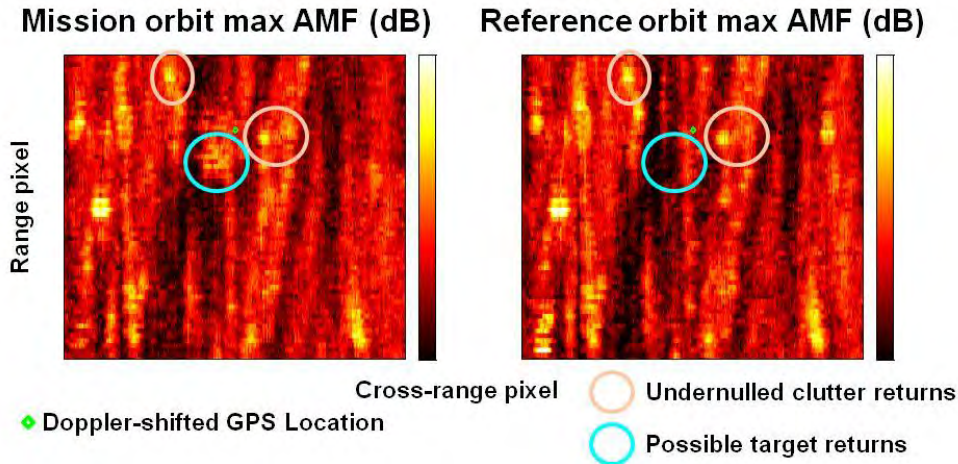 Mission orbit max AMF (dB)
Reference orbit max AMF (dB)
Range pixel
Cross-range pixel
Undernulled clutter returns
Doppler-shifted GPS Location
Possible target returns